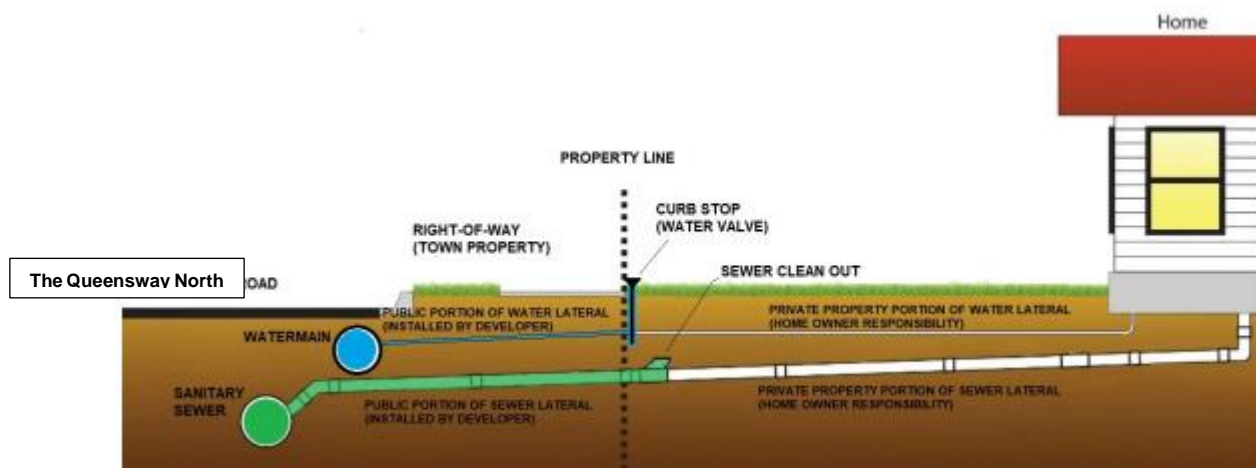 Home
PROPERTY LINE
CURB STOP
(WATER VALVE)
RIGHT-OF-WAY
(TOWN PROPERTY)
SEWER CLEAN OUT
The Queensway North
ROAD
PUBLIC PORTION OF WATER LATERAL
(INSTALLED BY DEVELOPER)
PRIVATE PROPERTY PORTION OF WATER LATERAL
(HOME OWNER RESPONSIBILITY)
WATERMAIN
SANITARY
SEWER
PUBLIC PORTION OF SEWER LATERAL
(INSTALLED BY DEVELOPER)
PRIVATE PROPERTY PORTION OF SEWER LATERAL
(HOME OWNER RESPONSIBILITY)